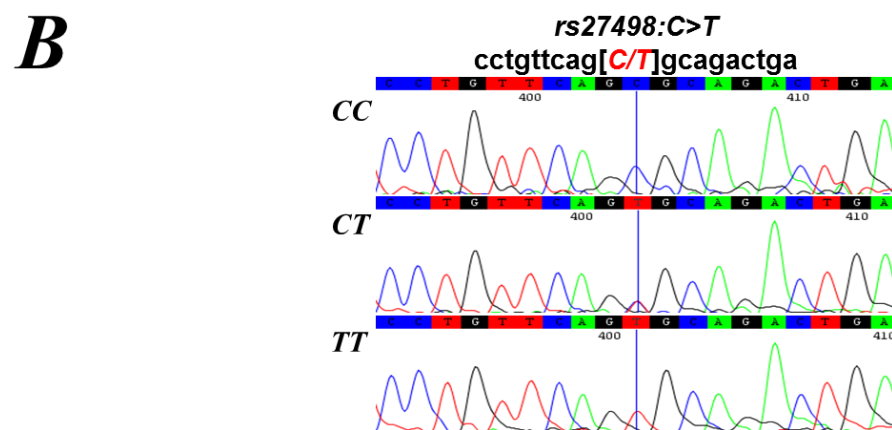 B
rs27498:C>T
cctgttcag[C/T]gcagactga
C C T G T T C A G C G C A G A C T G A
400 410
CC
C C T G T T C A G T G C A G A C T G A
400 410
CT
C C T G T T C A G T G C A G A C T G A
400 410
TT